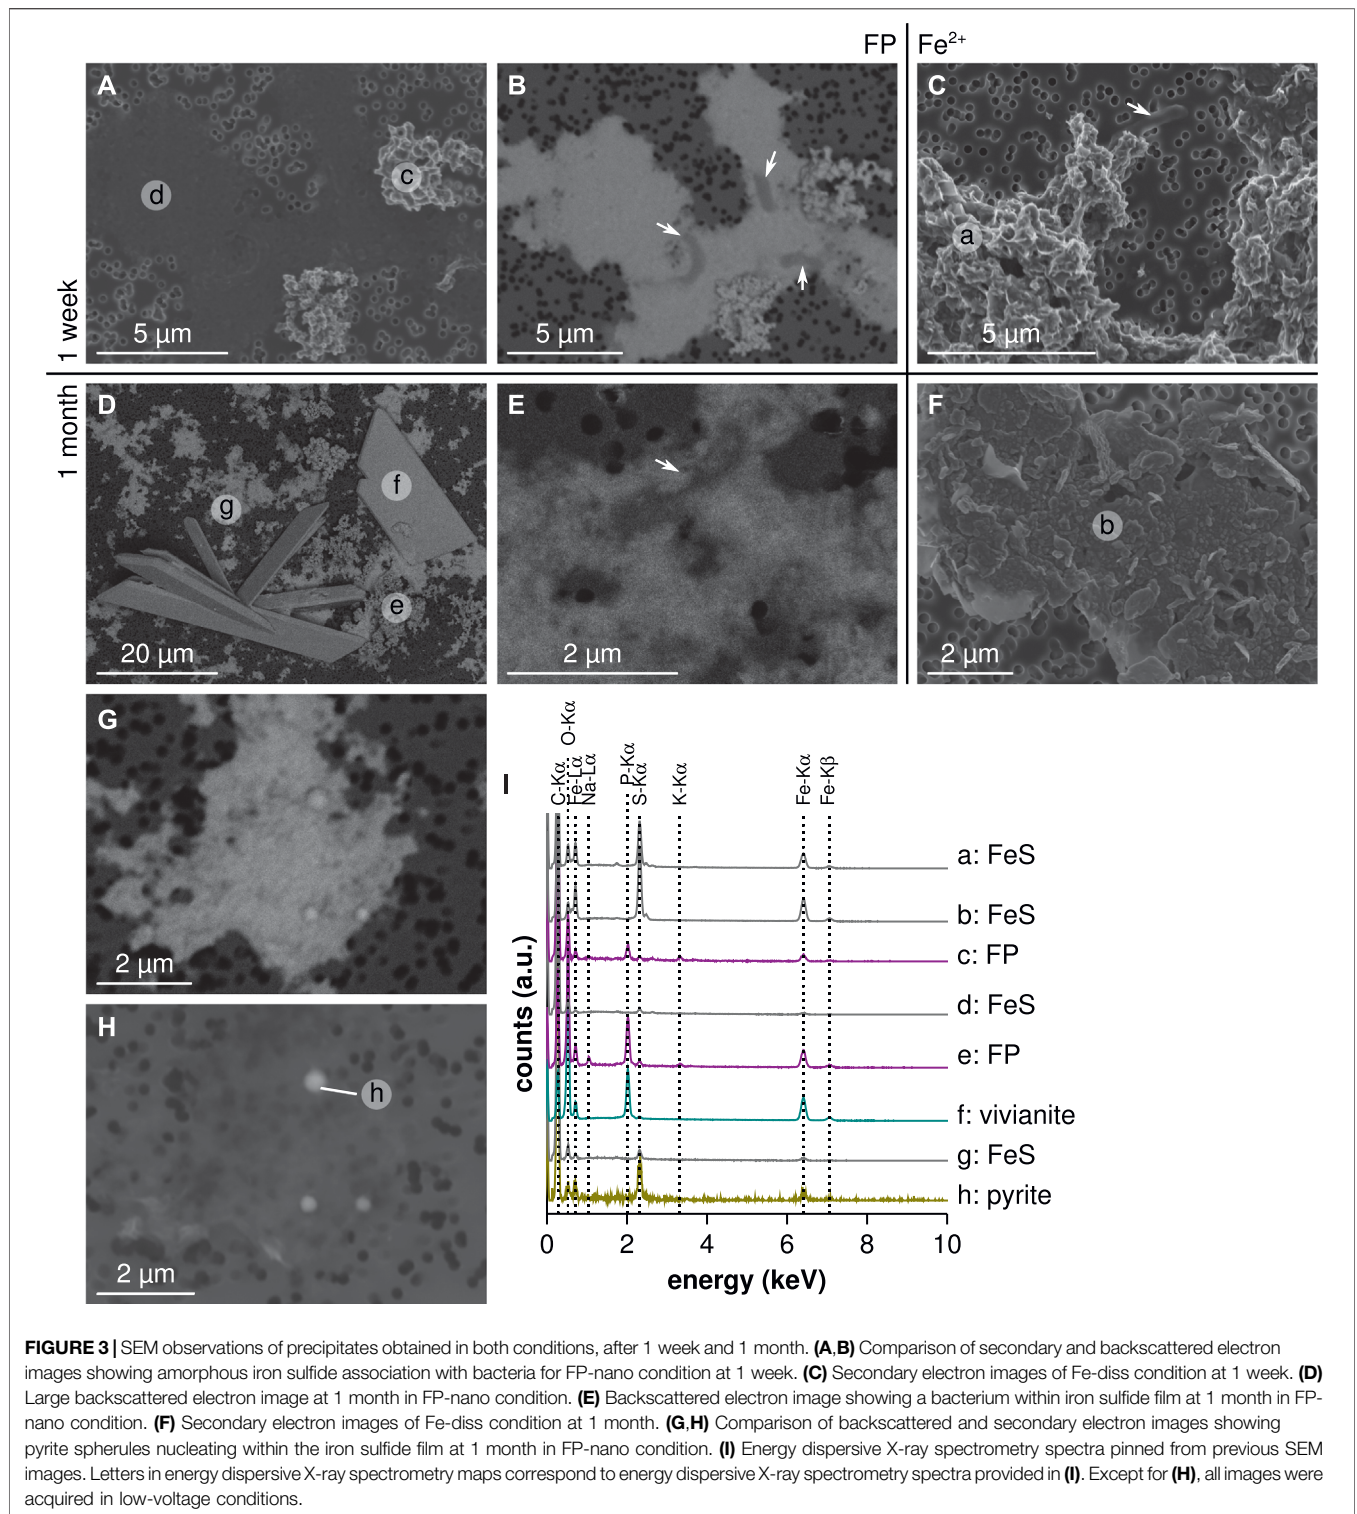 FP Fe2+
A
B
C
c
d
a
1 week
5 µm
5 µm
5 µm
1 month
D
E
F
f
g
b
e
20 µm
2 µm
2 µm
G
2 µm
H
h
2 µm
I
C-Kα
O-Kα
Fe-Lα
Na-Lα
P-Kα
S-Kα
K-Kα
Fe-Kα
Fe-Kβ
a: FeS
b: FeS
c: FP
d: FeS
e: FP
f: vivianite
g: FeS
h: pyrite
counts (a.u.)
0 2 4 6 8 10
energy (keV)
FIGURE 3 | SEM observations of precipitates obtained in both conditions, after 1 week and 1 month. (A,B) Comparison of secondary and backscattered electron
images showing amorphous iron sulfide association with bacteria for FP-nano condition at 1 week. (C) Secondary electron images of Fe-diss condition at 1 week. (D)
Large backscattered electron image at 1 month in FP-nano condition. (E) Backscattered electron image showing a bacterium within iron sulfide film at 1 month in FP-
nano condition. (F) Secondary electron images of Fe-diss condition at 1 month. (G,H) Comparison of backscattered and secondary electron images showing
pyrite spherules nucleating within the iron sulfide film at 1 month in FP-nano condition. (I) Energy dispersive X-ray spectrometry spectra pinned from previous SEM
images. Letters in energy dispersive X-ray spectrometry maps correspond to energy dispersive X-ray spectrometry spectra provided in (I). Except for (H), all images were
acquired in low-voltage conditions.